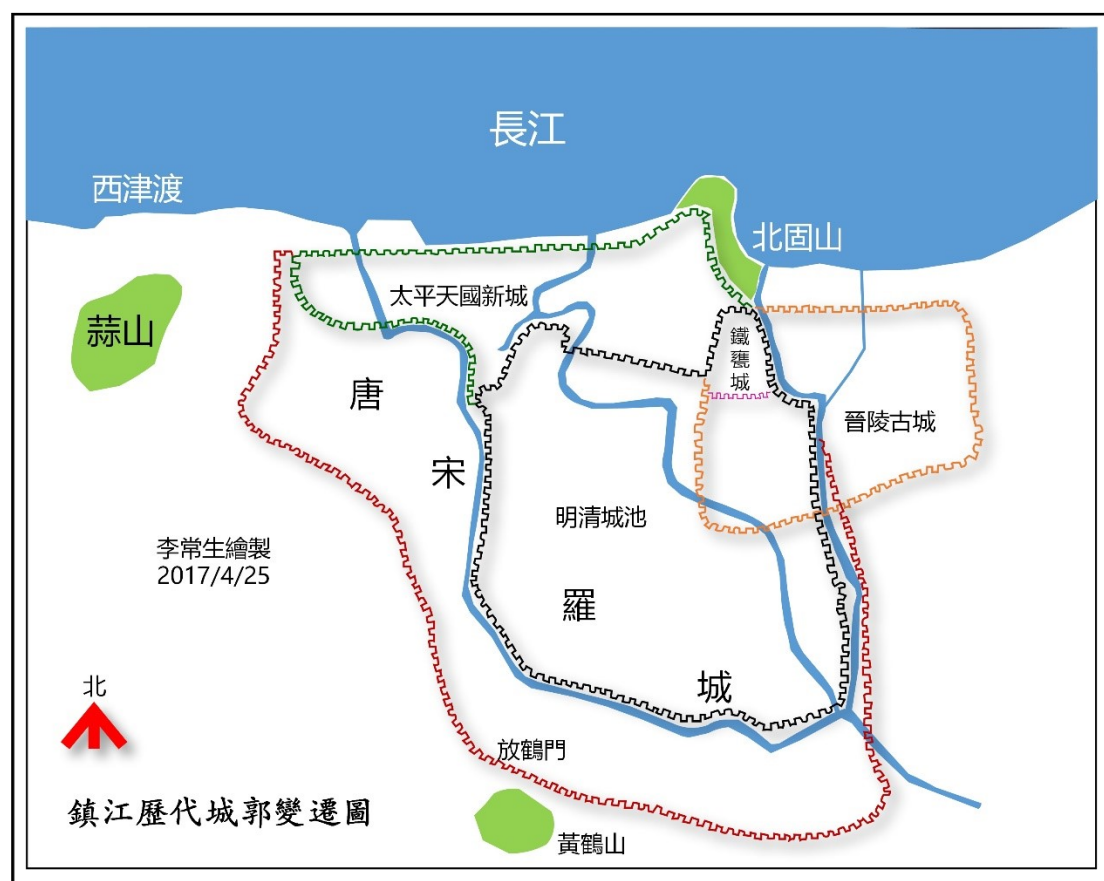 長江
西津渡
北固山
太平天國新城
蒜山
鐵甕城
唐
晉陵古城
宋
明清城池
李常生繪製
2017/4/25
羅
城
北
放鶴門
鎮江歷代城郭變遷圖
黃鶴山